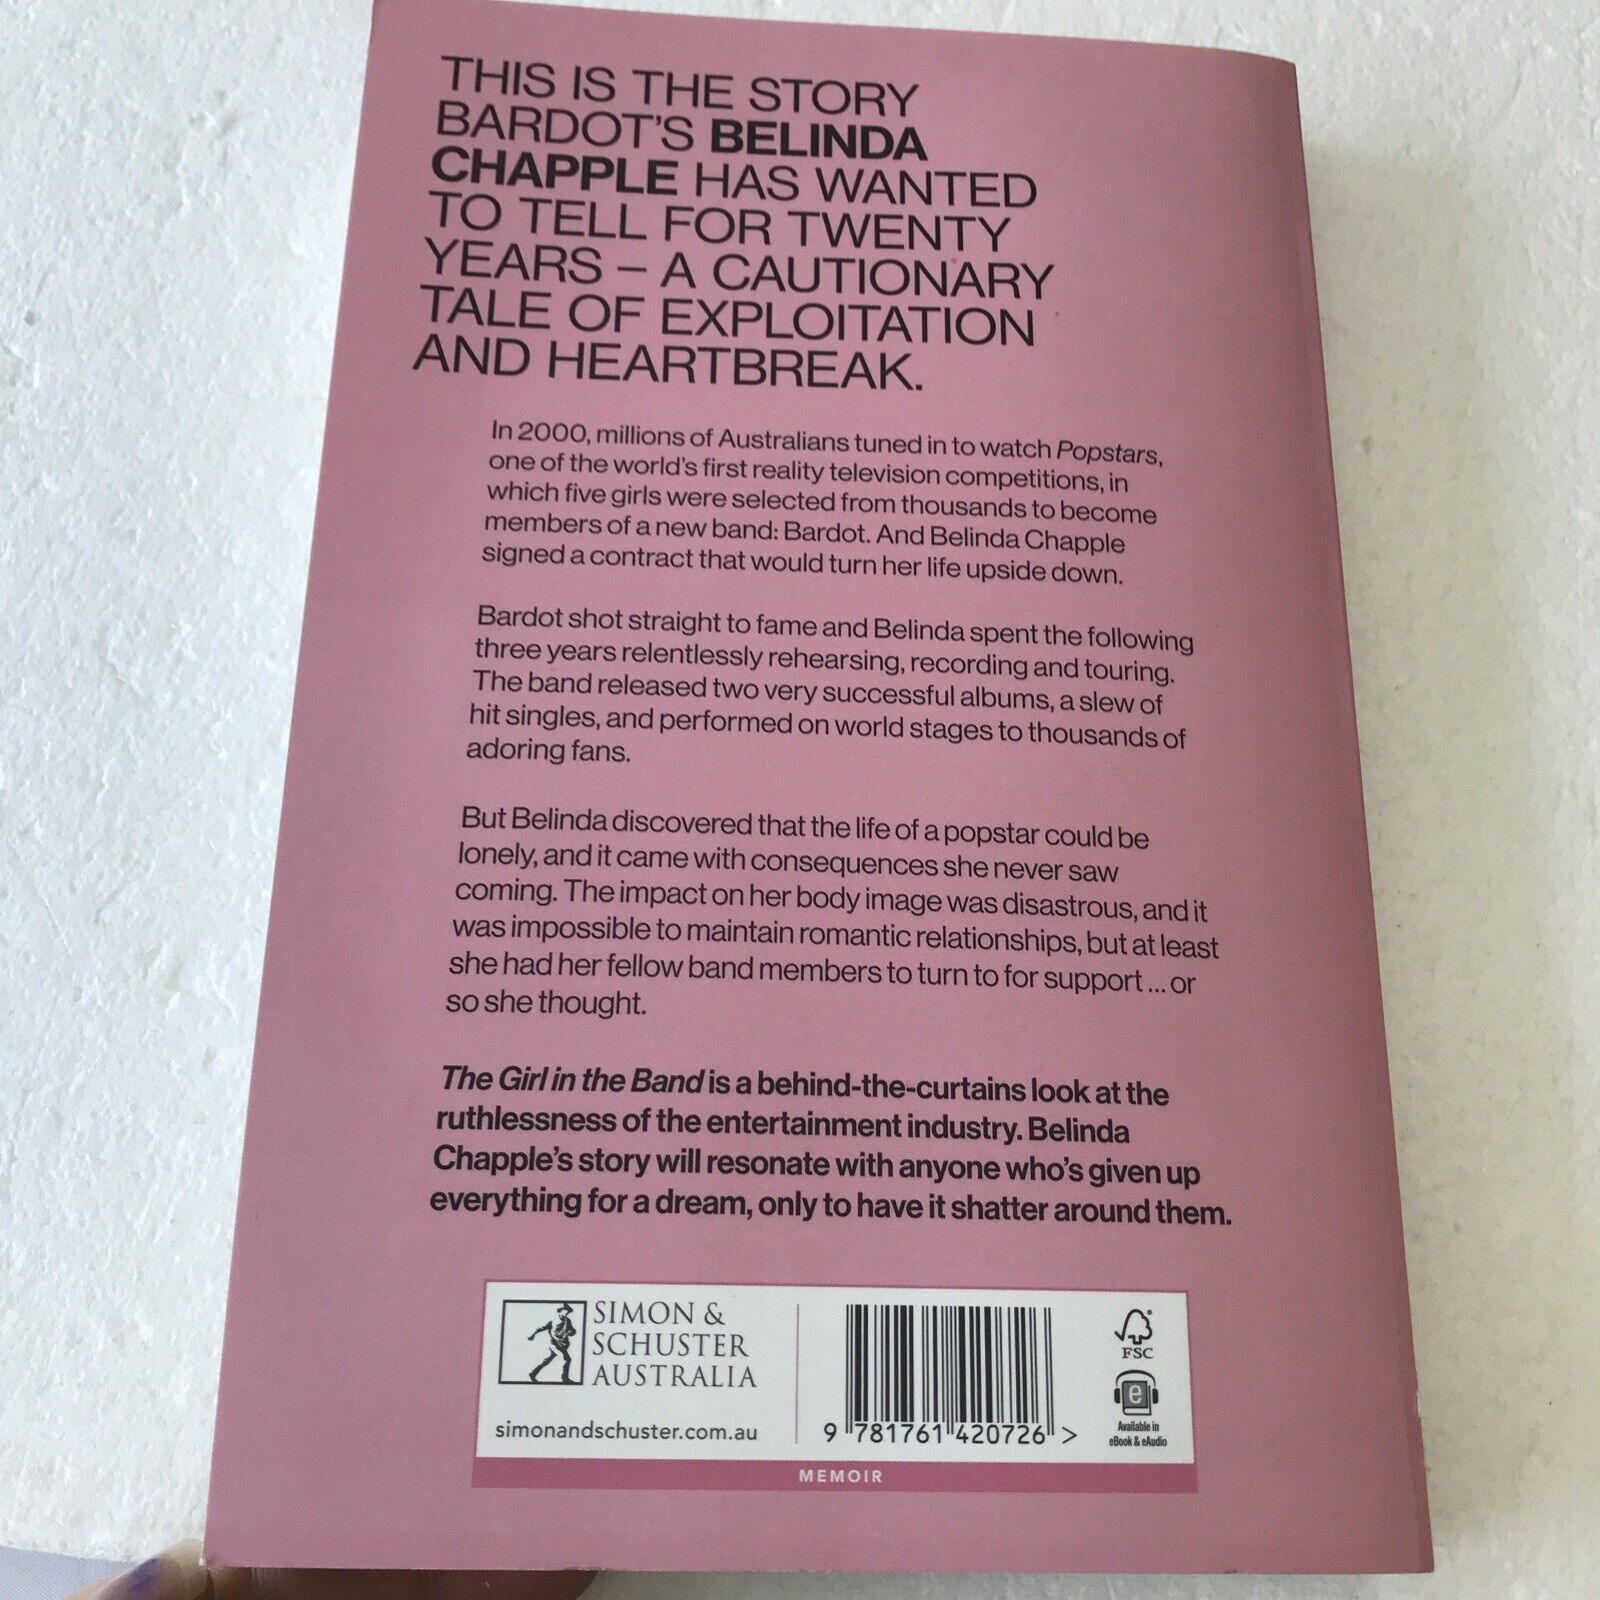 THIS IS THE STORY
BARDOT'S BELINDA
CHAPPLE HAS WANTED
TO TELL FOR TWENTY
YEARS – A CAUTIONARY
TALE OF EXPLOITATION
AND HEARTBREAK.
In 2000, millions of Australians tuned in to watch Popstars,
one of the world's first reality television competitions, in
which five girls were selected from thousands to become
members of a new band: Bardot. And Belinda Chapple
signed a contract that would turn her life upside down.
Bardot shot straight to fame and Belinda spent the following
three years relentlessly rehearsing, recording and touring.
The band released two very successful albums, a slew of
hit singles, and performed on world stages to thousands of
adoring fans.
But Belinda discovered that the life of a popstar could be
lonely, and it came with consequences she never saw
coming. The impact on her body image was disastrous, and it
was impossible to maintain romantic relationships, but at least
she had her fellow band members to turn to for support ... or
so she thought.
The Girl in the Band is a behind-the-curtains look at the
ruthlessness of the entertainment industry. Belinda
Chapple's story will resonate with anyone who's given up
everything for a dream, only to have it shatter around them.
SIMON &
SCHUSTER
AUSTRALIA
simonandschuster.com.au
9 781761 420726 >
FSC
e
Available in
eBook & eAudio
MEMOIR